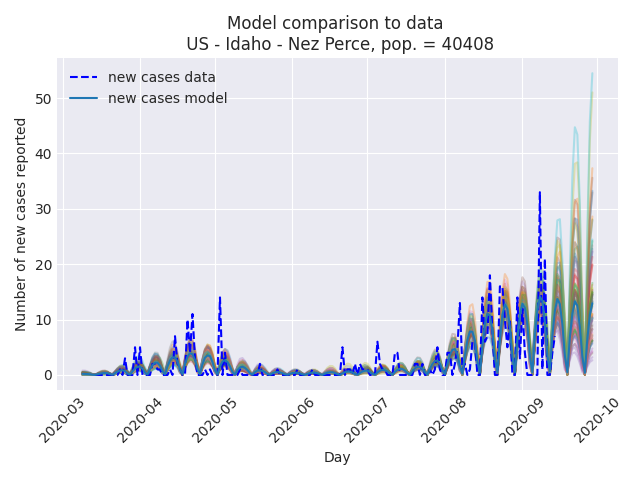 Model comparison to data
US - Idaho - Nez Perce, pop. = 40408
new cases data
new cases model
Number of new cases reported
50
40
30
20
10
0
2020-03
2020-04
2020-05
2020-06
2020-07
2020-08
2020-09
2020-10
Day